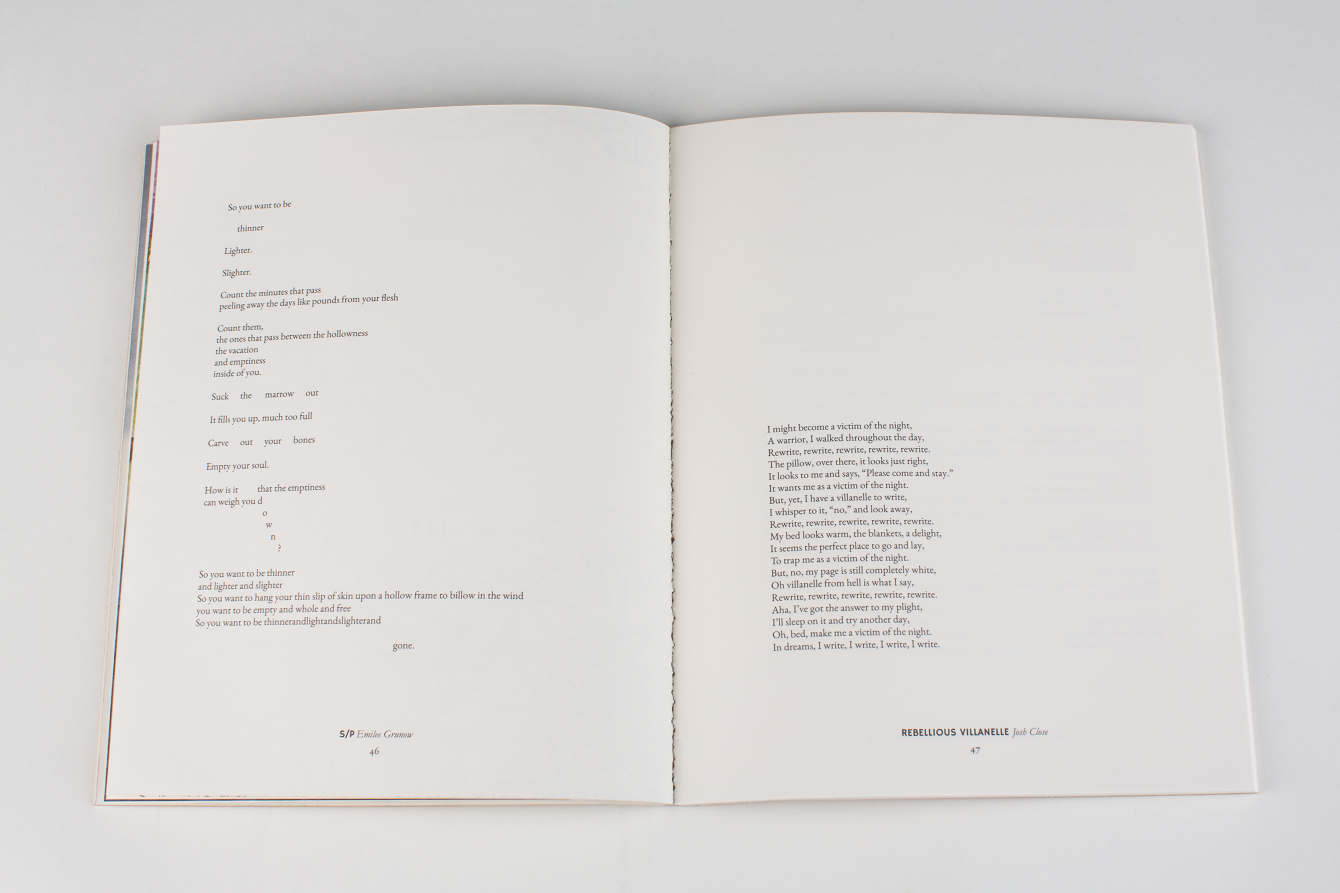 So you want to be
thinner
Lighter.
Slighter.
Count the minutes that pass
peeling away the days like pounds from your flesh
Count them,
the ones that pass between the hollowness
the vacation
and emptiness
inside of you.
Suck the marrow out
It fills you up, much too full
Carve out your bones
Empty your soul.
How is it that the emptiness
can weigh you d
o
w
n
?
So you want to be thinner
and lighter and slighter
So you want to hang your thin slip of skin upon a hollow frame to billow in the wind
you want to be empty and whole and free
So you want to be thinnerandlightandslighterand
gone.
S/P Emilee Grunow
46
I might become a victim of the night,
A warrior, I walked throughout the day,
Rewrite, rewrite, rewrite, rewrite, rewrite.
The pillow, over there, it looks just right,
It looks to me and says, “Please come and stay.”
It wants me as a victim of the night.
But, yet, I have a villanelle to write,
I whisper to it, “no,” and look away,
Rewrite, rewrite, rewrite, rewrite, rewrite.
My bed looks warm, the blankets, a delight,
It seems the perfect place to go and lay,
To trap me as a victim of the night.
But, no, my page is still completely white,
Oh villanelle from hell is what I say,
Rewrite, rewrite, rewrite, rewrite, rewrite.
Aha, I’ve got the answer to my plight,
I’ll sleep on it and try another day,
Oh, bed, make me a victim of the night.
In dreams, I write, I write, I write, I write.
REBELLIOUS VILLANELLE Josh Close
47